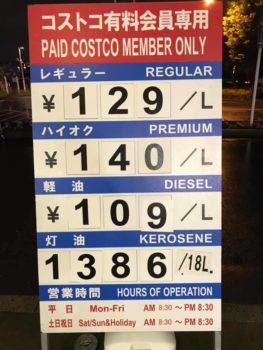 コストコ有料会員専用
PAID COSTCO MEMBER ONLY
レギュラー REGULAR
¥ 129 /L
ハイオク PREMIUM
¥ 140 /L
軽油 DIESEL
¥ 109 /L
灯油 KEROSENE
1386 /18L.
営業時間 HOURS OF OPERATION
平日 Mon-Fri AM 8:30 ~ PM 8:30
土日祝日 Sat/Sun&Holiday AM 8:30 ~ PM 8:30